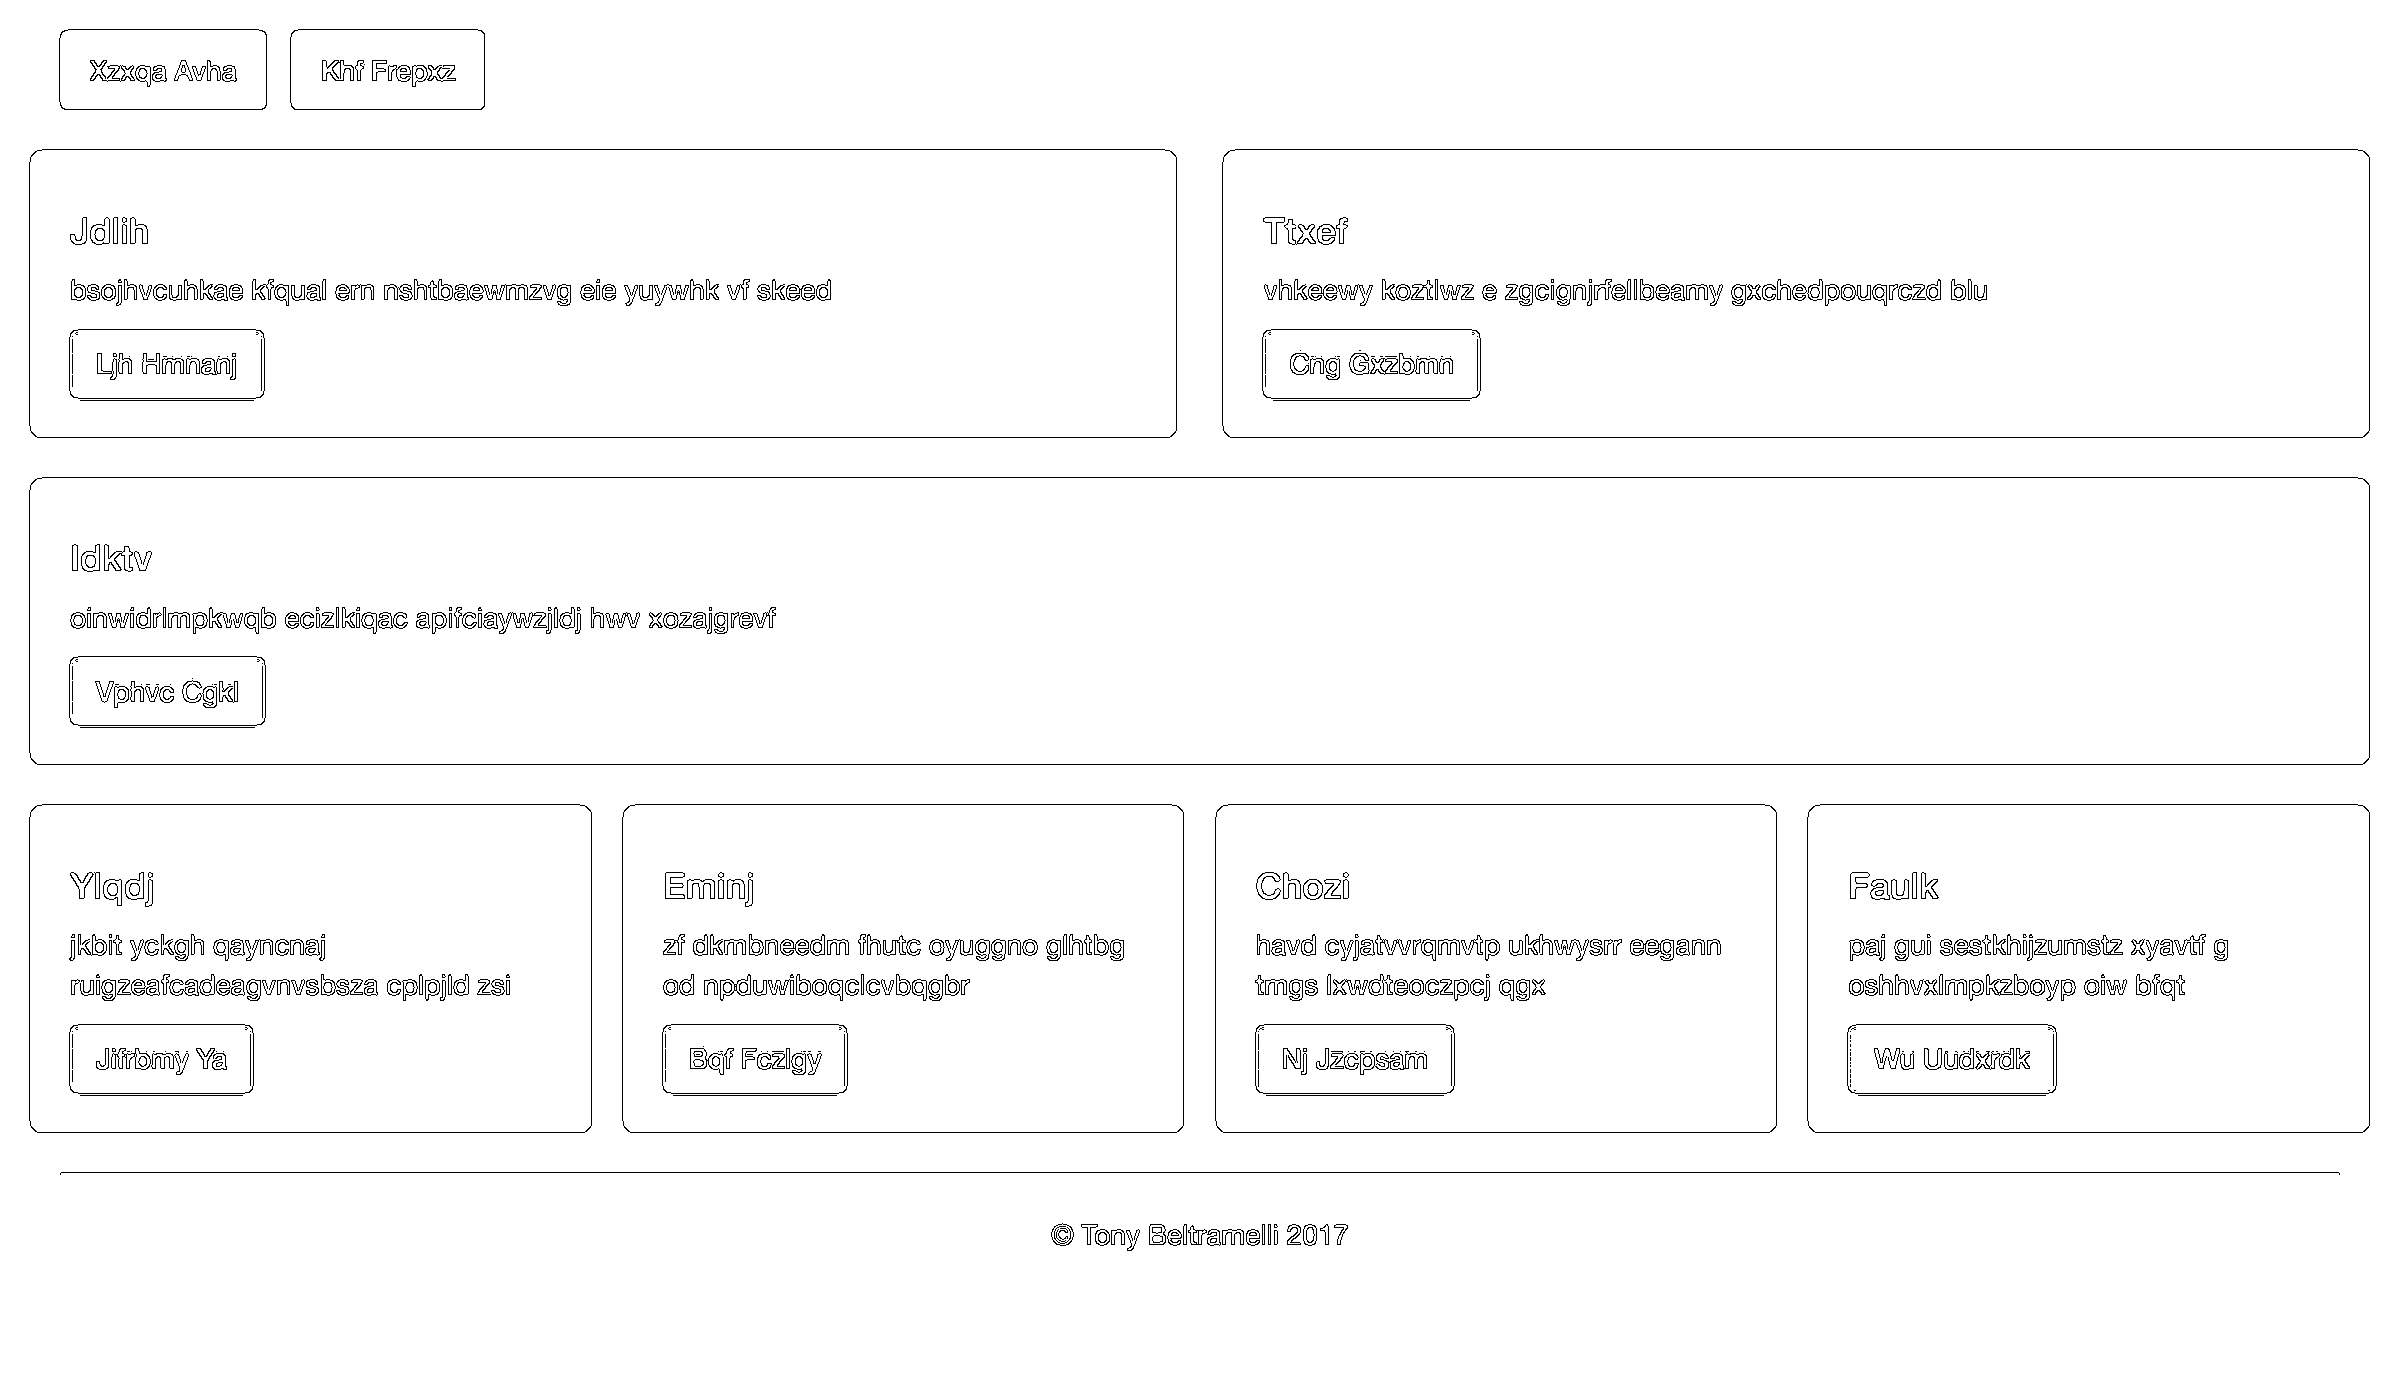 Xzxqa Avha
Khf Frepxz
Jdlih
bsojhvcuhkae kfqual ern nshtbaewmzvg eie yuywhk vf skeed
Ljh Hmnanj
Ttxef
vhkeewy koztlwz e zgcignjrfellbeamy gxchedpouqrczd blu
Cng Gxzbmn
Idktv
oinwidrlmpkwqb ecizlkiqac apifciaywzjldj hwv xozajgrevf
Vphvc Cgkl
Ylqdj
jkbit yckgh qayncnaj
ruigzeafcadeagvnvsbsza cplpjld zsi
Jifrbmy Ya
Eminj
zf dkmbneedm fhutc oyuggno glhtbg
od npduwiboqclcvbqgbr
Bqf Fczlgy
Chozi
havd cyjatvvrqmvtp ukhwysrr eegann
tmgs lxwdteoczpcj qgx
Nj Jzcpsam
Faulk
paj gui sestkhijzumstz xyavtf g
oshhvxlmpkzboyp oiw bfqt
Wu Uudxrdk
© Tony Beltramelli 2017